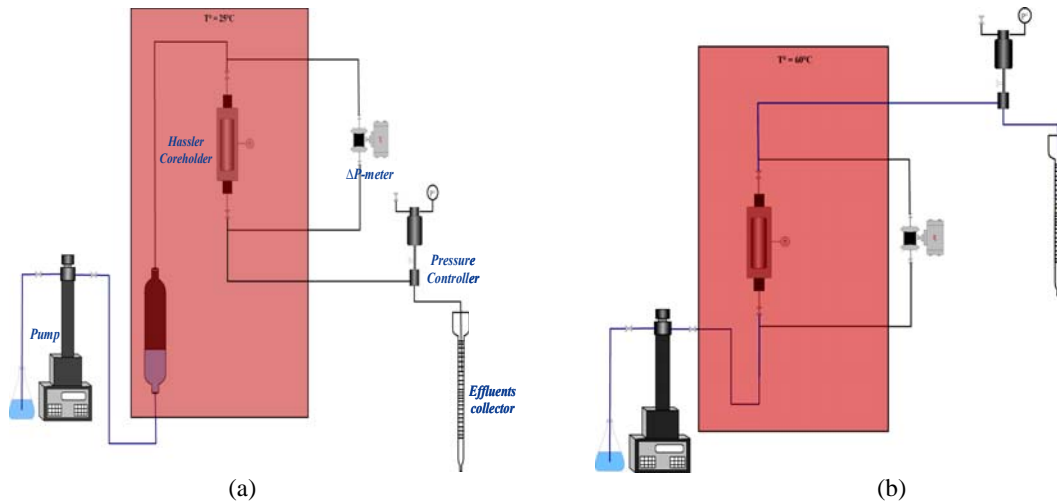 T° = 25°C
Hassler
Coreholder
ΔP-meter
P
Pressure
Controller
Pump
Effluents
collector
(a)
T° = 60°C
P
(b)